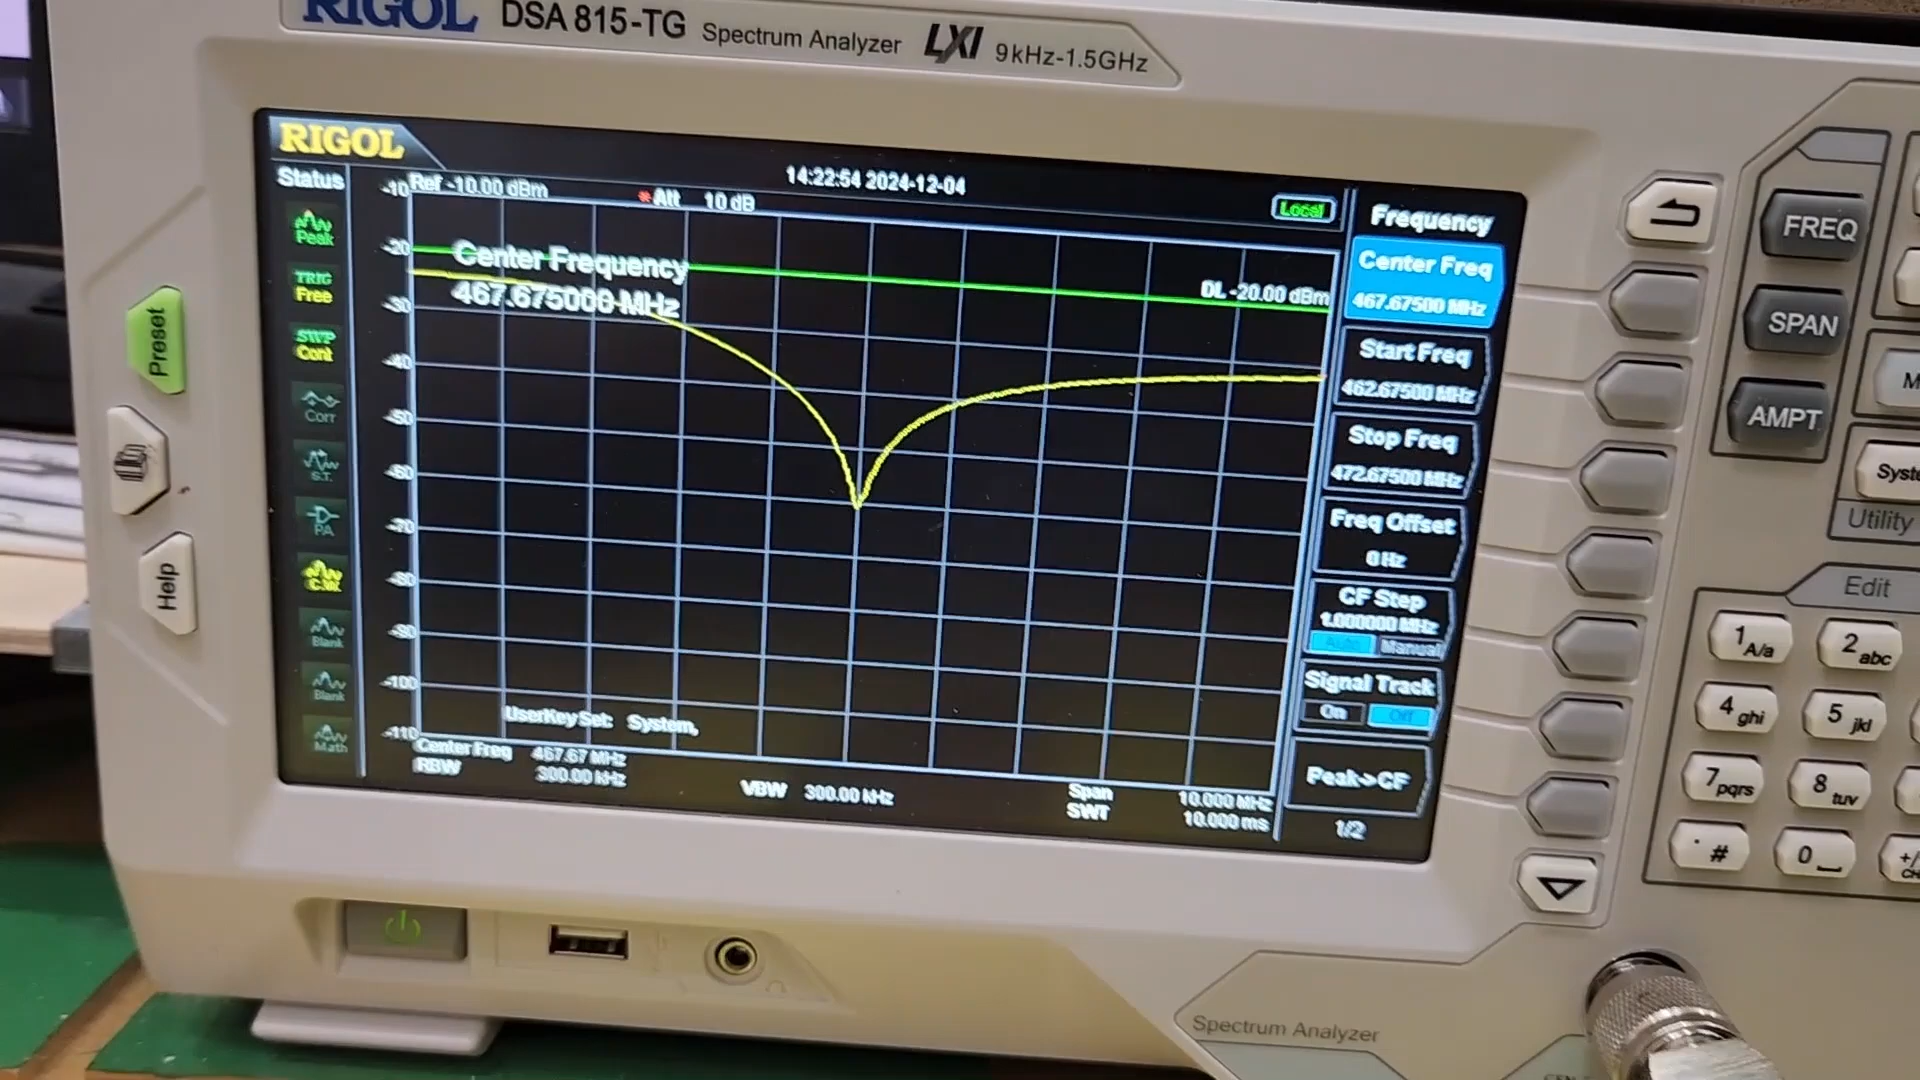 RIGOL DSA 815-TG Spectrum Analyzer LXI 9kHz-1.5GHz
RIGOL
14:22:54 2024-12-04
Status
Ref -10.00 dBm
*Att 10 dB
Local
Peak
TRIG
Free
SWP
Cont
Corr
S.T.
PA
C.W.
Blank
Blank
Math
-10
-20
-30
-40
-50
-60
-70
-80
-90
-100
-110
Center Frequency
467.675000 MHz
DL -20.00 dBm
UserKey Set: System,
Center Freq 467.67 MHz
RBW 300.00 kHz
VBW 300.00 kHz
Span 10.000 MHz
SWT 10.000 ms
Frequency
Center Freq
467.67500 MHz
Start Freq
462.67500 MHz
Stop Freq
472.67500 MHz
Freq Offset
0 Hz
CF Step
1.000000 MHz
Auto Manual
Signal Track
On Off
Peak->CF
1/2
Preset
Help
FREQ
SPAN
AMPT
Utility
Edit
1 A/a
2 abc
4 ghi
5 jkl
7 pqrs
8 tuv
. #
0
Spectrum Analyzer